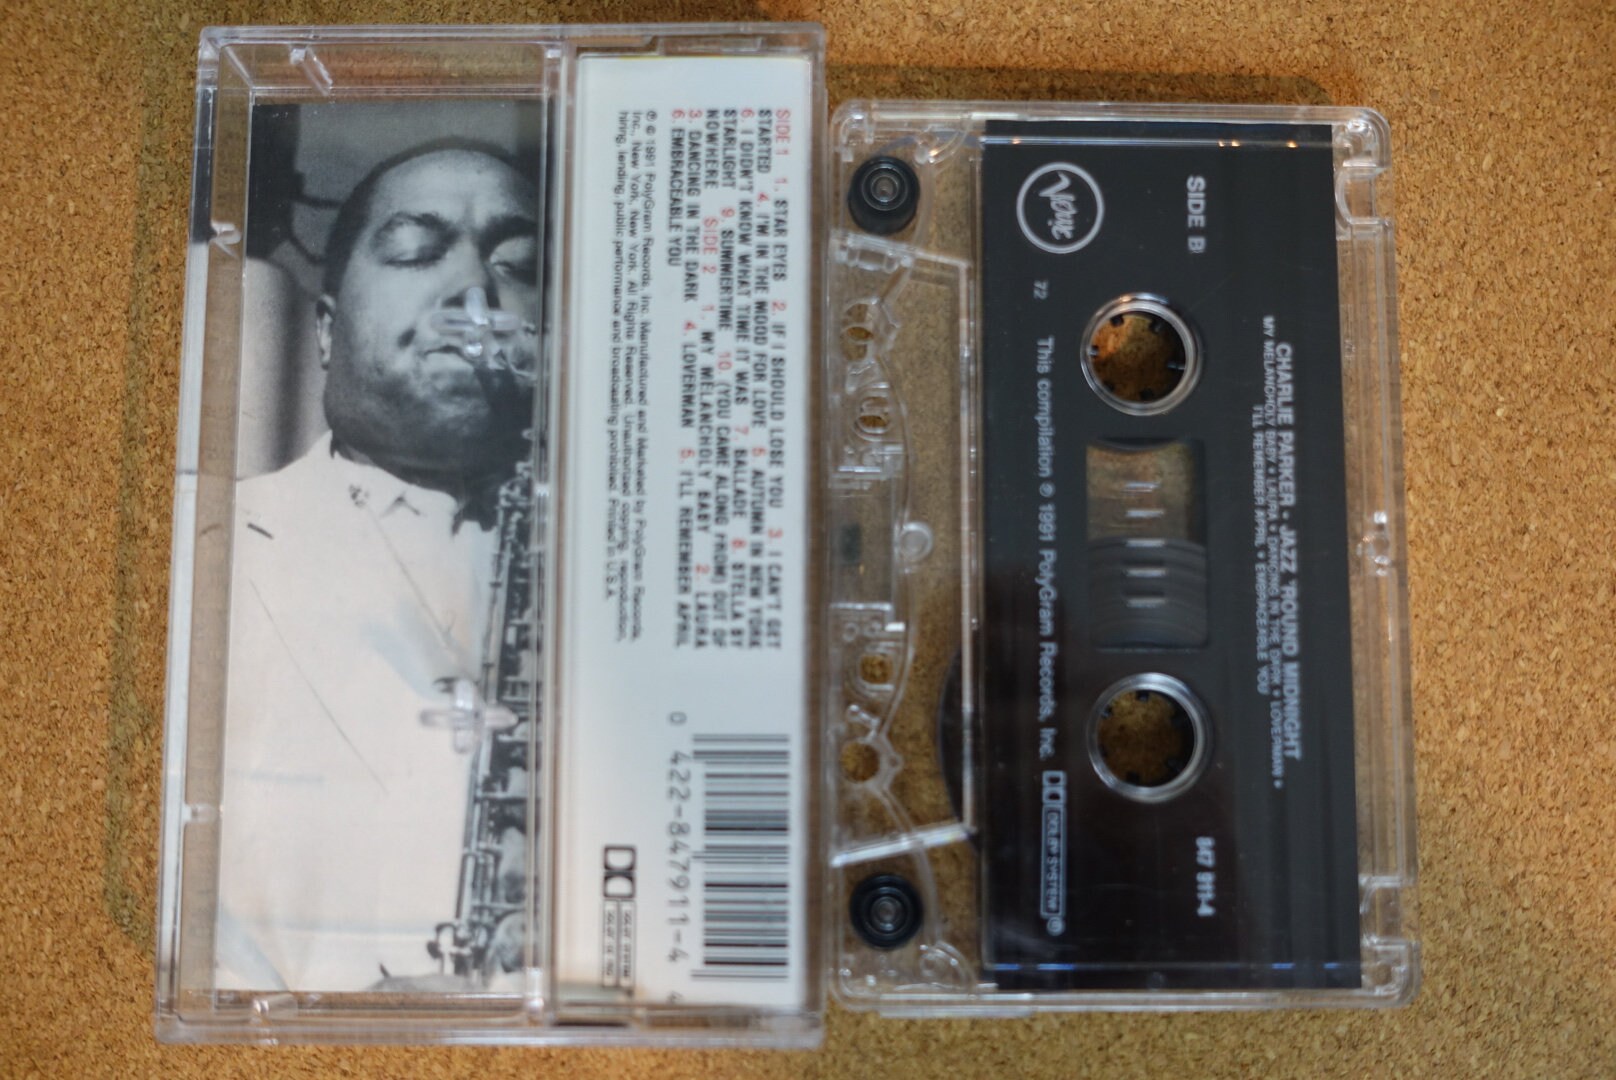 SIDE 1 1. STAR EYES 2. IF I SHOULD LOSE YOU 3. I CAN'T GET
STARTED 4. I'M IN THE MOOD FOR LOVE 5. AUTUMN IN NEW YORK
6. I DIDN'T KNOW WHAT TIME IT WAS 7. BALLADE 8. STELLA BY
STARLIGHT 9. SUMMERTIME 10. (YOU CAME ALONG FROM) OUT OF
NOWHERE SIDE 2 1. MY MELANCHOLY BABY 2. LAURA
3. DANCING IN THE DARK 4. LOVERMAN 5. I'LL REMEMBER APRIL
6. EMBRACEABLE YOU
℗ © 1991 PolyGram Records, Inc. Manufactured and Marketed by PolyGram Records,
Inc., New York, New York. All Rights Reserved. Unauthorized copying, reproduction,
hiring, lending, public performance and broadcasting prohibited. Printed in U.S.A.
0 422-847911-4 4
SIDE B
Verve
CHARLIE PARKER - JAZZ 'ROUND MIDNIGHT
MY MELANCHOLY BABY • LAURA • DANCING IN THE DARK • LOVERMAN •
I'LL REMEMBER APRIL • EMBRACEABLE YOU
847 911-4
72 This compilation ℗ 1991 PolyGram Records, Inc. DOLBY SYSTEM ®